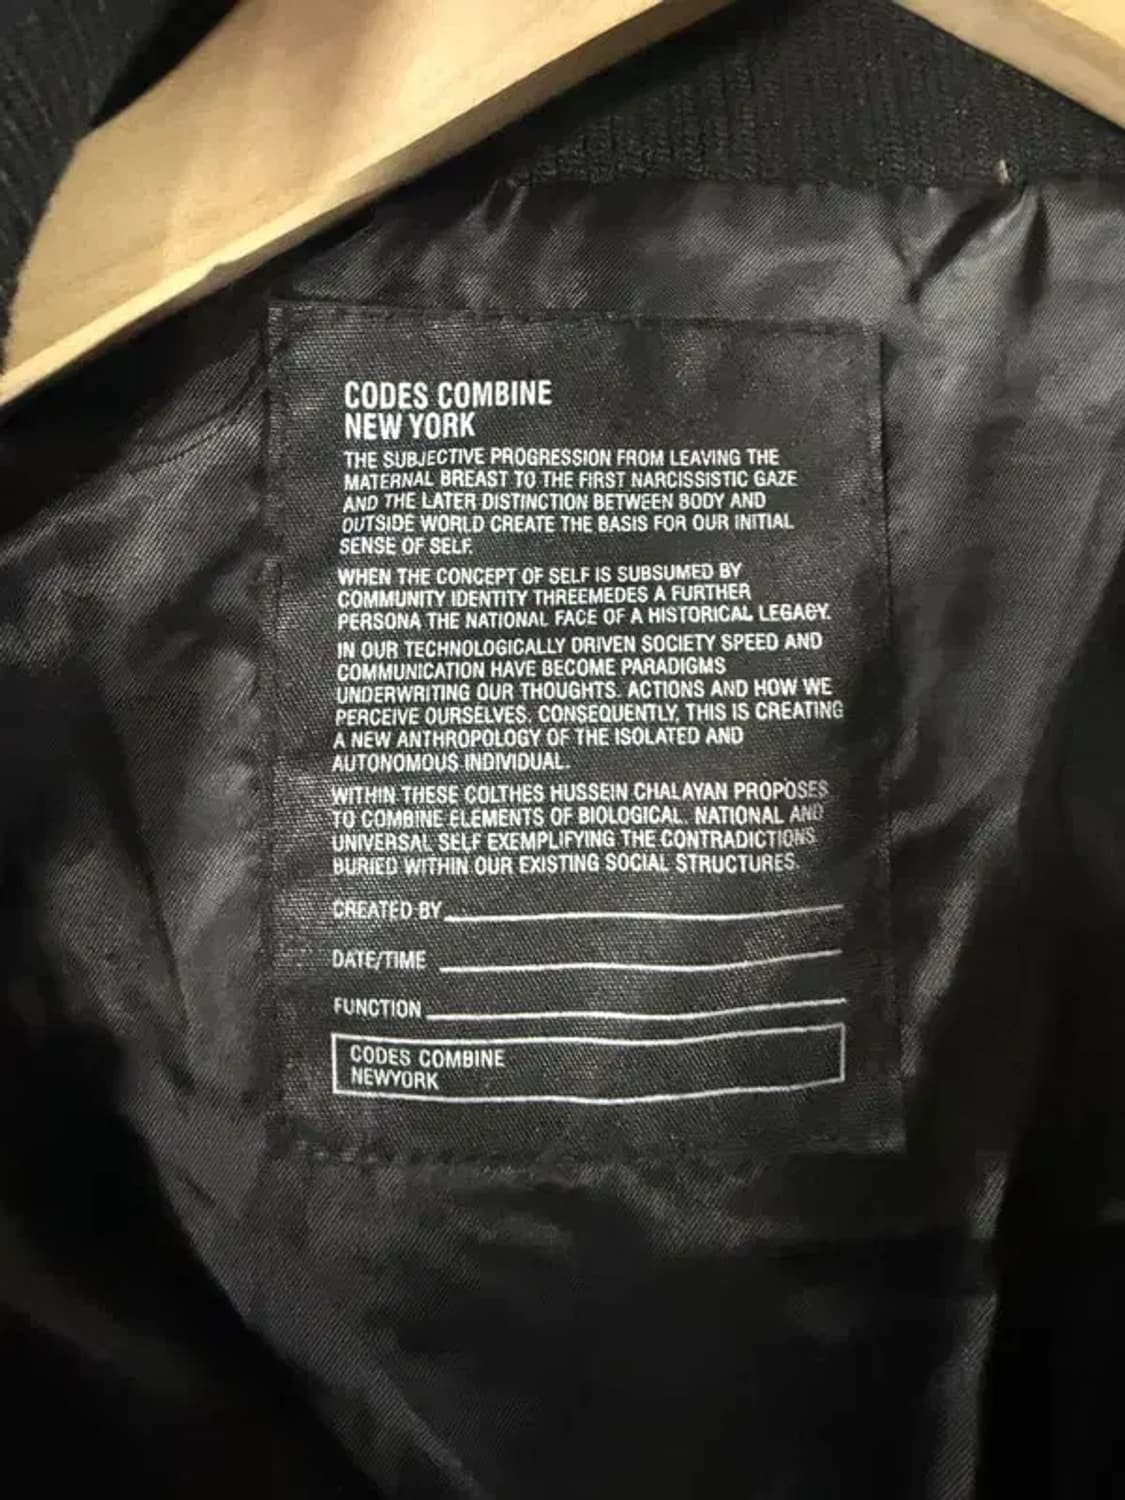 CODES COMBINE
NEW YORK
THE SUBJECTIVE PROGRESSION FROM LEAVING THE
MATERNAL BREAST TO THE FIRST NARCISSISTIC GAZE
AND THE LATER DISTINCTION BETWEEN BODY AND
OUTSIDE WORLD CREATE THE BASIS FOR OUR INITIAL
SENSE OF SELF.
WHEN THE CONCEPT OF SELF IS SUBSUMED BY
COMMUNITY IDENTITY THREEMEDES A FURTHER
PERSONA THE NATIONAL FACE OF A HISTORICAL LEGACY.
IN OUR TECHNOLOGICALLY DRIVEN SOCIETY SPEED AND
COMMUNICATION HAVE BECOME PARADIGMS
UNDERWRITING OUR THOUGHTS. ACTIONS AND HOW WE
PERCEIVE OURSELVES. CONSEQUENTLY, THIS IS CREATING
A NEW ANTHROPOLOGY OF THE ISOLATED AND
AUTONOMOUS INDIVIDUAL.
WITHIN THESE COLTHES HUSSEIN CHALAYAN PROPOSES
TO COMBINE ELEMENTS OF BIOLOGICAL. NATIONAL AND
UNIVERSAL SELF EXEMPLIFYING THE CONTRADICTIONS
BURIED WITHIN OUR EXISTING SOCIAL STRUCTURES.
CREATED BY
DATE/TIME
FUNCTION
CODES COMBINE
NEWYORK